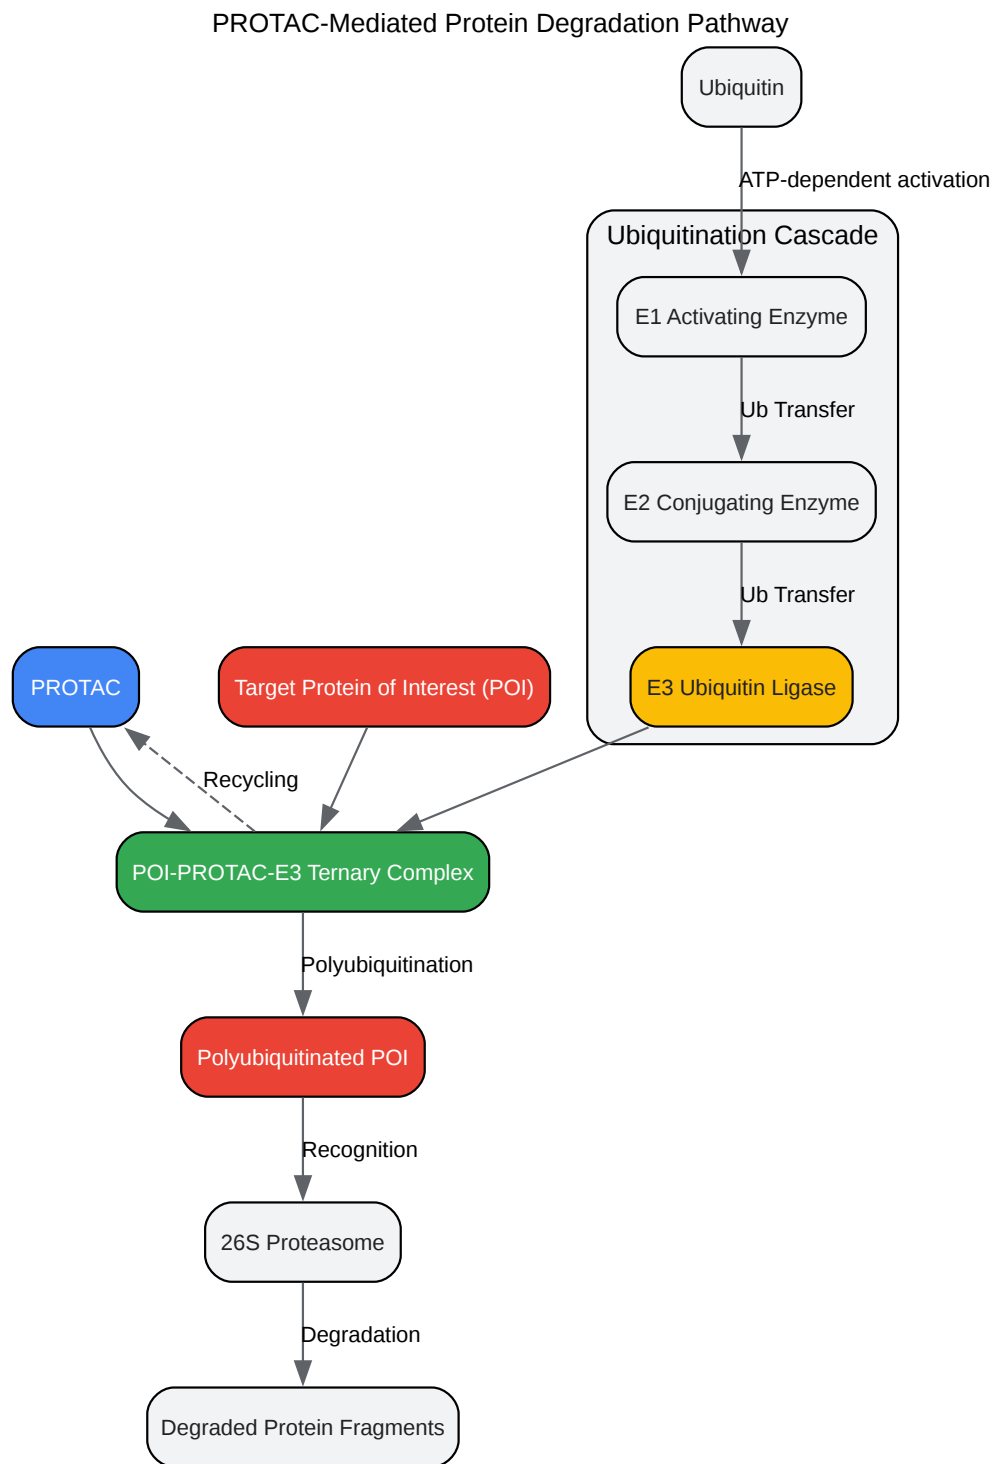 PROTAC-Mediated Protein Degradation Pathway
Ubiquitin
ATP-dependent activation
Ubiquitination Cascade
E1 Activating Enzyme
Ub Transfer
E2 Conjugating Enzyme
Ub Transfer
PROTAC
Target Protein of Interest (POI)
E3 Ubiquitin Ligase
Recycling
POI-PROTAC-E3 Ternary Complex
Polyubiquitination
Polyubiquitinated POI
Recognition
26S Proteasome
Degradation
Degraded Protein Fragments